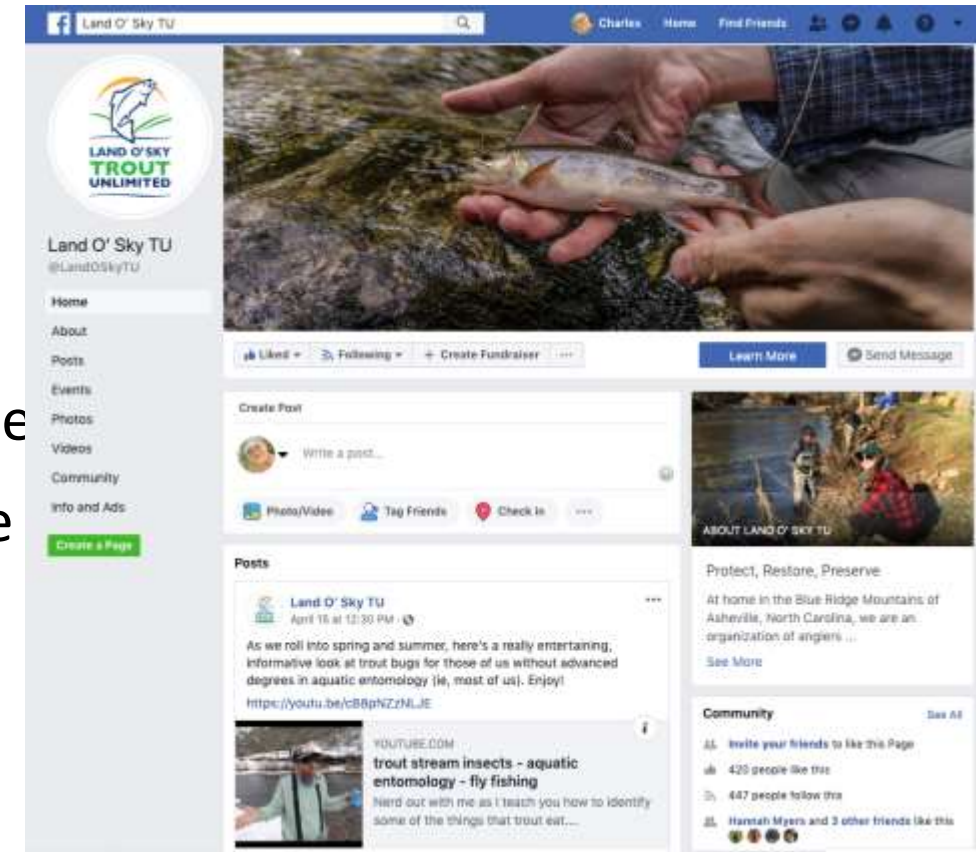 Land O' Sky TU
Charles Home Find Friends
LAND O'SKY
TROUT
UNLIMITED
Land O' Sky TU
@LandOSkyTU
Home
About
Posts
Events
Photos
Videos
Community
Info and Ads
Create a Page
e
e
Liked Following + Create Fundraiser ...
Learn More Send Message
Create Post
Write a post...
Photo/Video Tag Friends Check in ...
Posts
Land O' Sky TU ...
April 16 at 12:30 PM ·
As we roll into spring and summer, here's a really entertaining,
informative look at trout bugs for those of us without advanced
degrees in aquatic entomology (ie, most of us). Enjoy!
https://youtu.be/cBBpNZzNLJE
i
YOUTUBE.COM
trout stream insects - aquatic
entomology - fly fishing
Nerd out with me as I teach you how to identify
some of the things that trout eat....
ABOUT LAND O' SKY TU
Protect, Restore, Preserve
At home in the Blue Ridge Mountains of
Asheville, North Carolina, we are an
organization of anglers ...
See More
Community See All
Invite your friends to like this Page
420 people like this
447 people follow this
Hannah Myers and 3 other friends like this